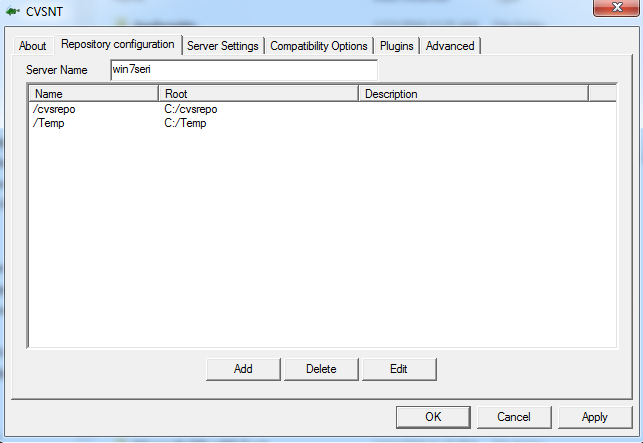 CVSNT
About Repository configuration Server Settings Compatibility Options Plugins Advanced
Server Name win7seri
Name Root Description
/cvsrepo C:/cvsrepo
/Temp C:/Temp
Add Delete Edit
OK Cancel Apply